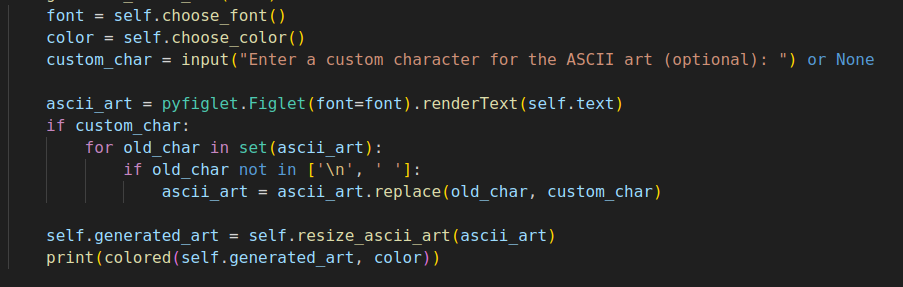 font = self.choose_font()
color = self.choose_color()
custom_char = input("Enter a custom character for the ASCII art (optional): ") or None
ascii_art = pyfiglet.Figlet(font=font).renderText(self.text)
if custom_char:
for old_char in set(ascii_art):
if old_char not in ['\n', ' ']:
ascii_art = ascii_art.replace(old_char, custom_char)
self.generated_art = self.resize_ascii_art(ascii_art)
print(colored(self.generated_art, color))